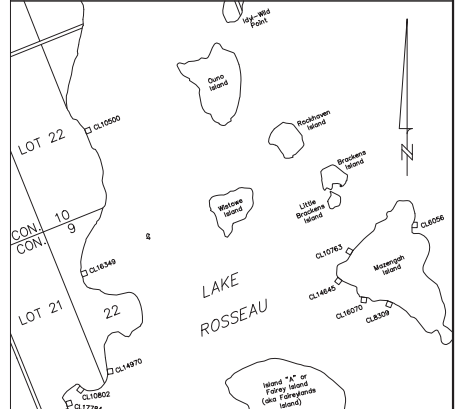 Idyl-Wild
Point
Ouno
Island
CL10500
LOT 22
Rockhaven
Island
Brackens
Island
N
Wistowe
Island
Little
Brackens
Island
CON. 10
CON. 9
CL6056
CL10763
Mazengah
Island
CL16349
LAKE
ROSSEAU
CL14645
CL16070
CL8309
LOT 21
22
CL14970
Island "A" or
Fairey Island
(aka Faireylands
Island)
CL10802